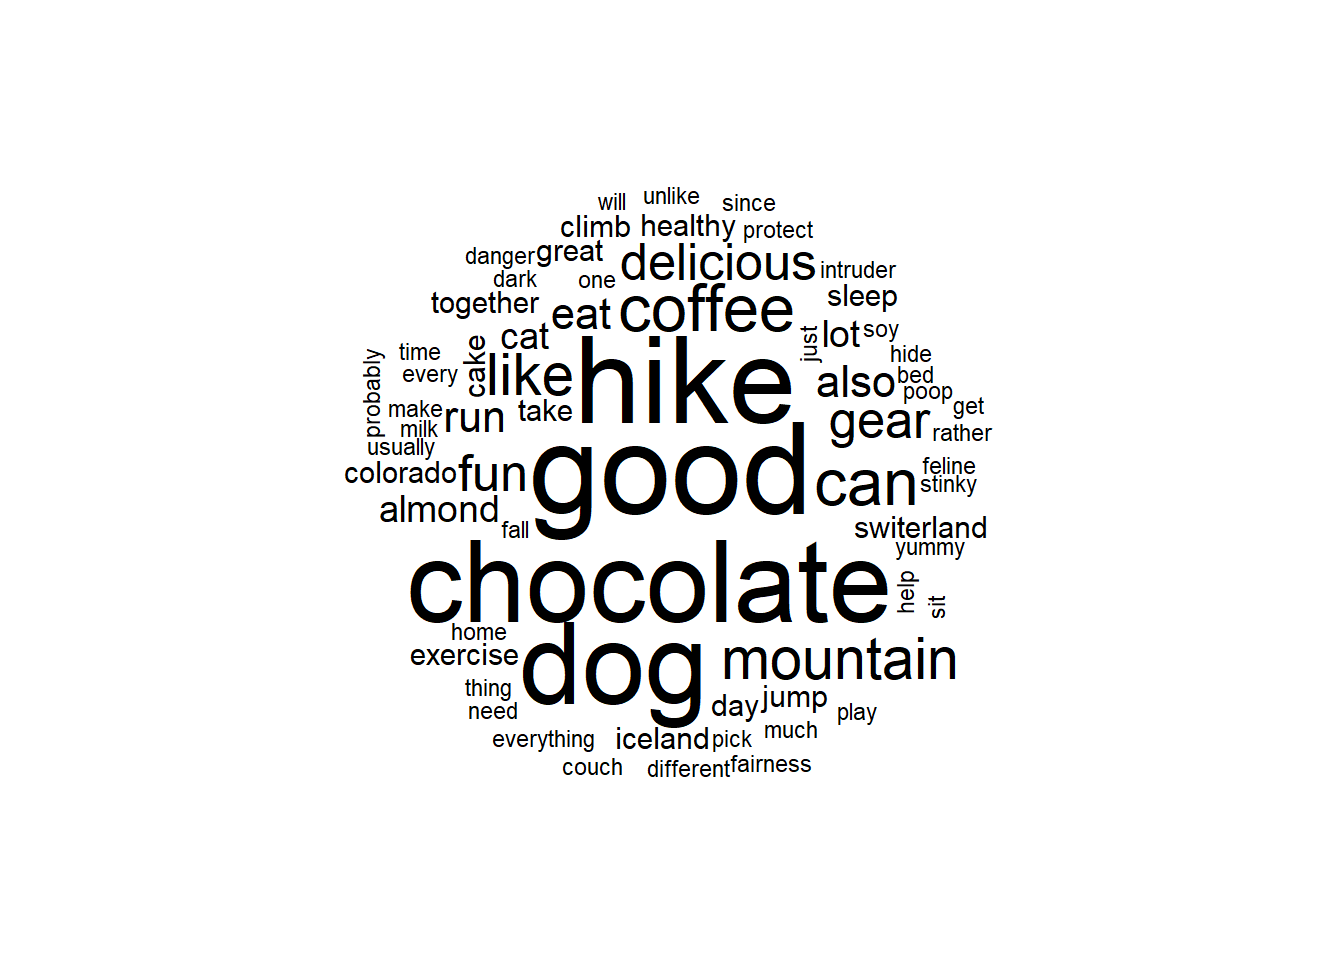 will unlike since
climb healthy protect
danger great delicious intruder
dark one
together eat coffee sleep
cat just lot soy
time cake like hike hide
probably every also bed
poop
make run take gear get
milk rather
usually
colorado fun good can feline
stinky
almond
fall switerland
yummy
chocolate help sit
home
exercise dog mountain
thing day jump play
need
everything iceland pick much
couch different fairness